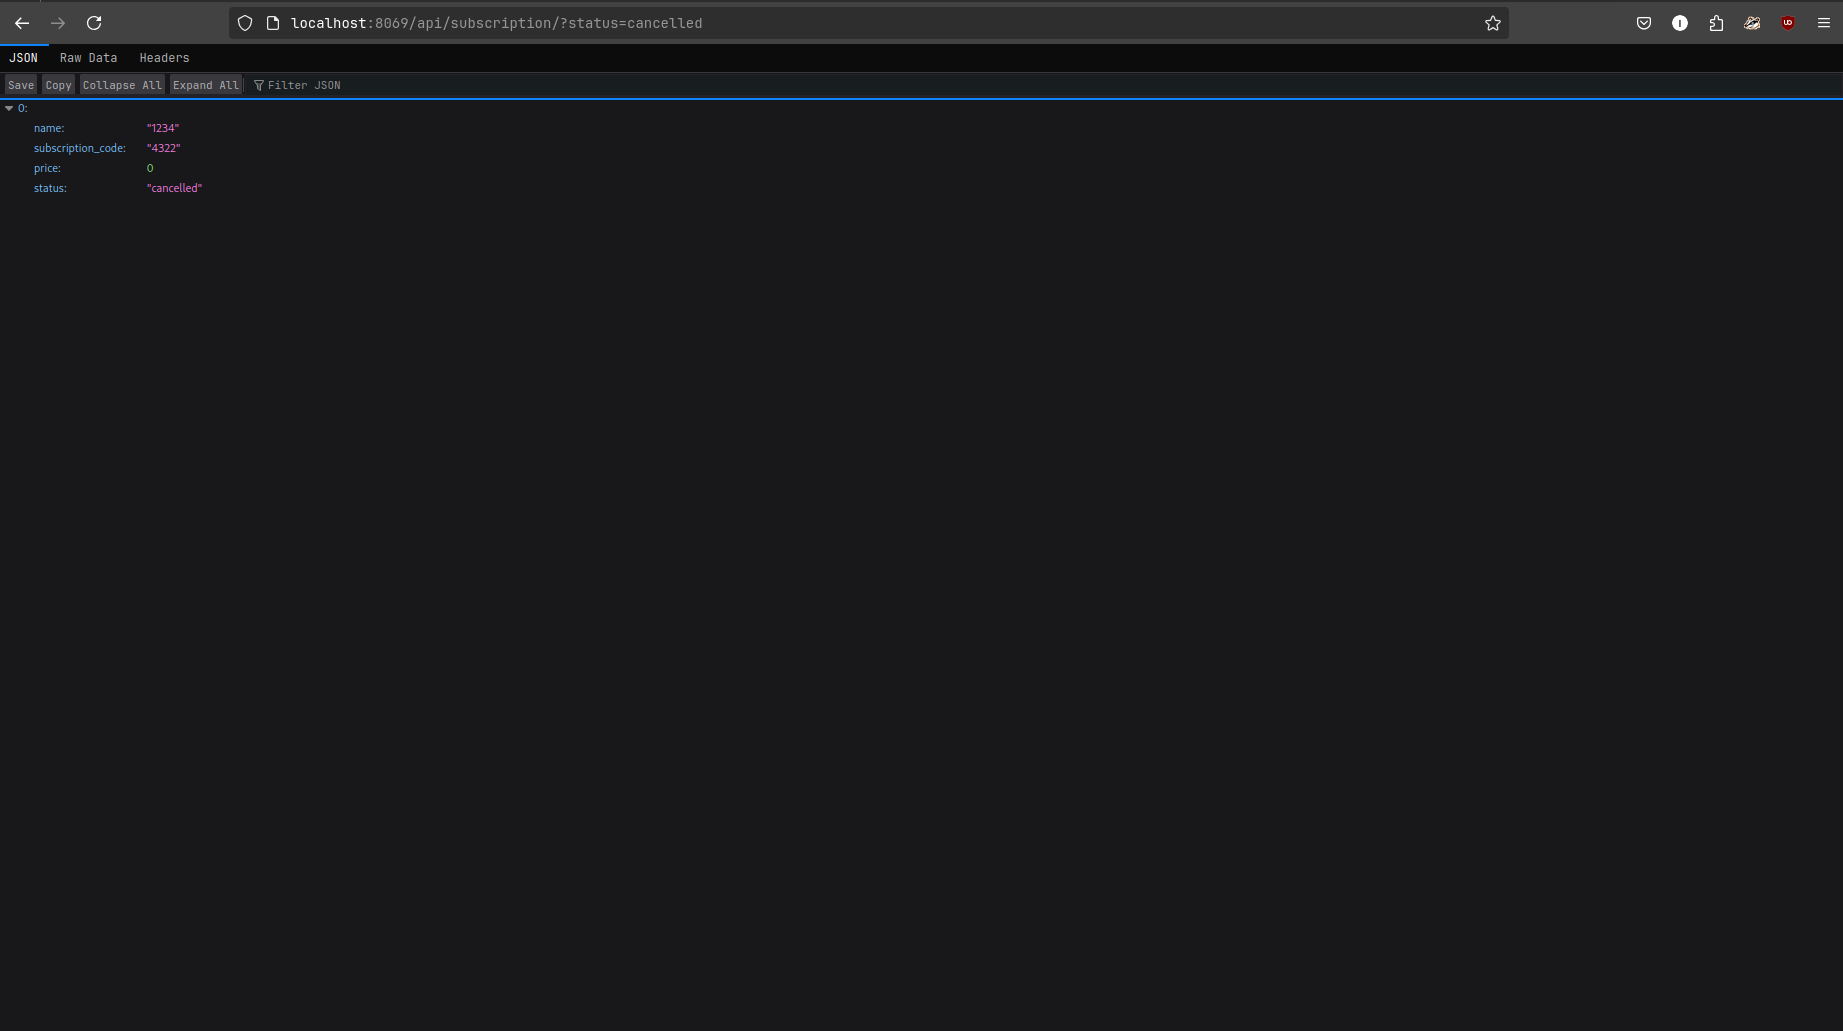 localhost:8069/api/subscription/?status=cancelled
JSON Raw Data Headers
Save Copy Collapse All Expand All Filter JSON
0:
name: "1234"
subscription_code: "4322"
price: 0
status: "cancelled"